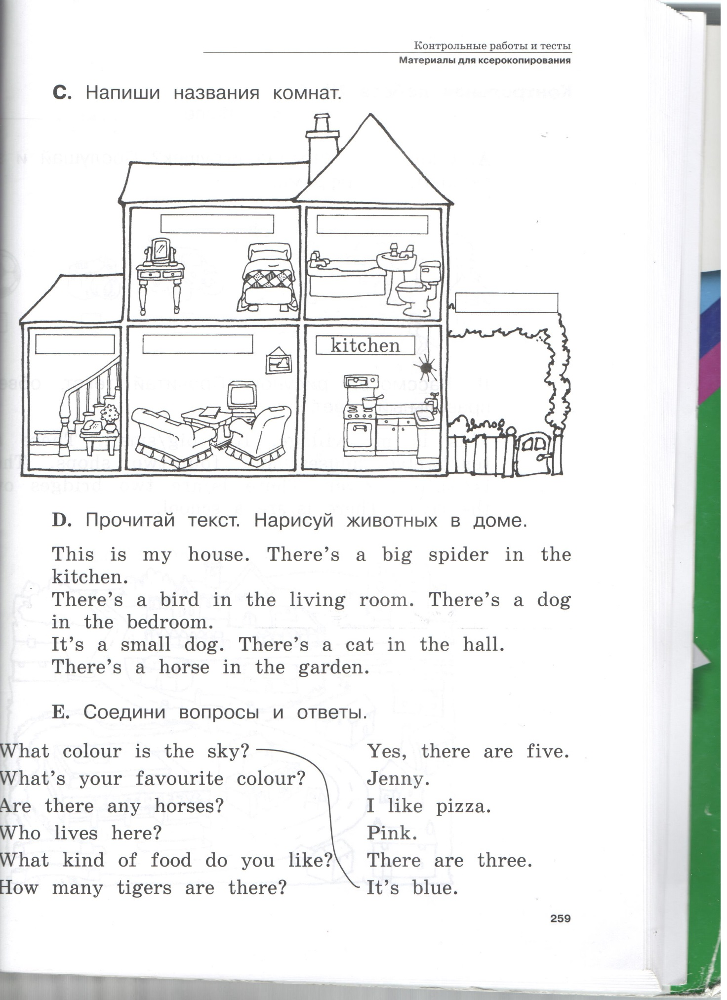 Контрольные работы и тесты
Материалы для ксерокопирования
C. Напиши названия комнат.
kitchen
D. Прочитай текст. Нарисуй животных в доме.
This is my house. There's a big spider in the
kitchen.
There's a bird in the living room. There's a dog
in the bedroom.
It's a small dog. There's a cat in the hall.
There's a horse in the garden.
E. Соедини вопросы и ответы.
What colour is the sky? Yes, there are five.
What's your favourite colour? Jenny.
Are there any horses? I like pizza.
Who lives here? Pink.
What kind of food do you like? There are three.
How many tigers are there? It's blue.
259